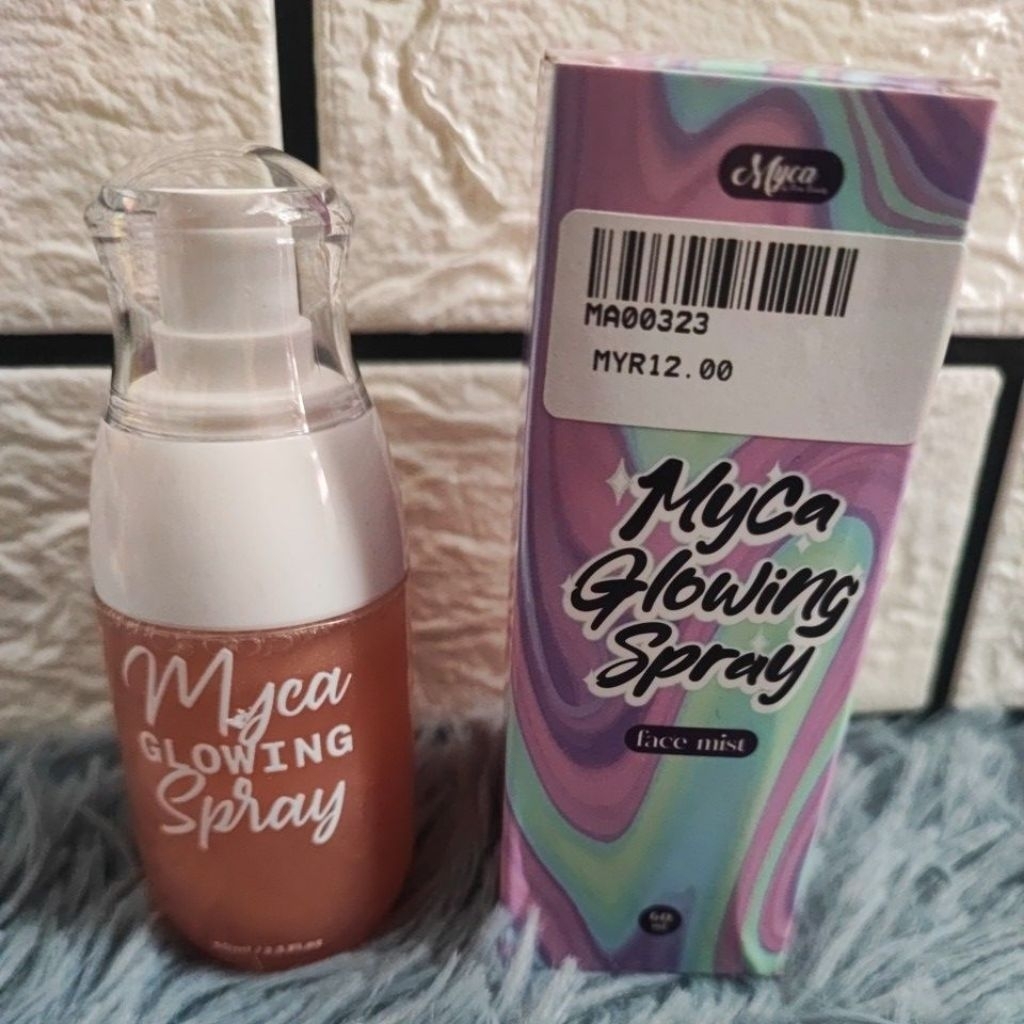 Myca
GLOWING
Spray
Myca
MA00323
MYR12.00
MyCa
Glowing
Spray
face mist